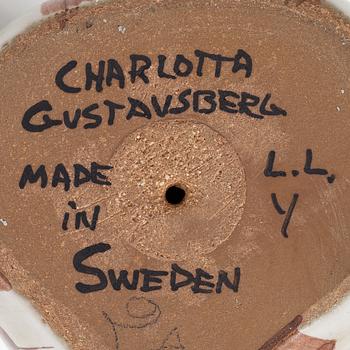 CHARLOTTA
GUSTAVSBERG
MADE
iN
SWEDEN
L.L.
Y